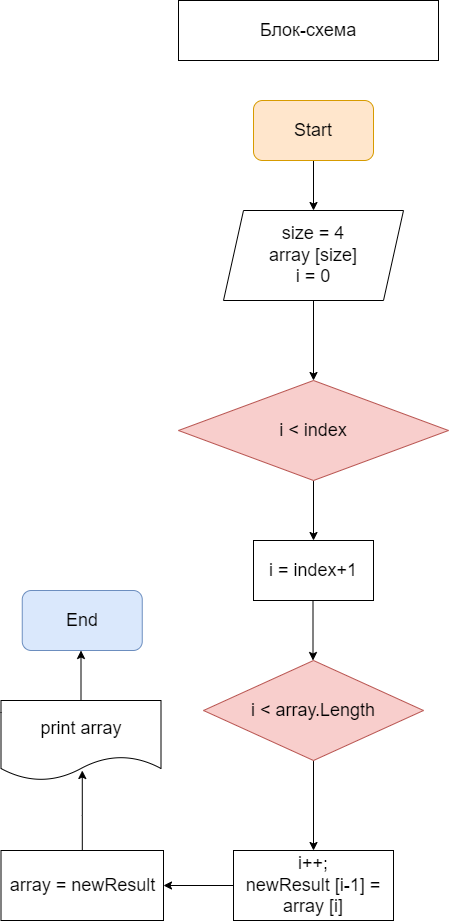 Блок-схема
Start
size = 4
array [size]
i = 0
i < index
i = index+1
i < array.Length
i++;
newResult [i-1] =
array [i]
array = newResult
print array
End